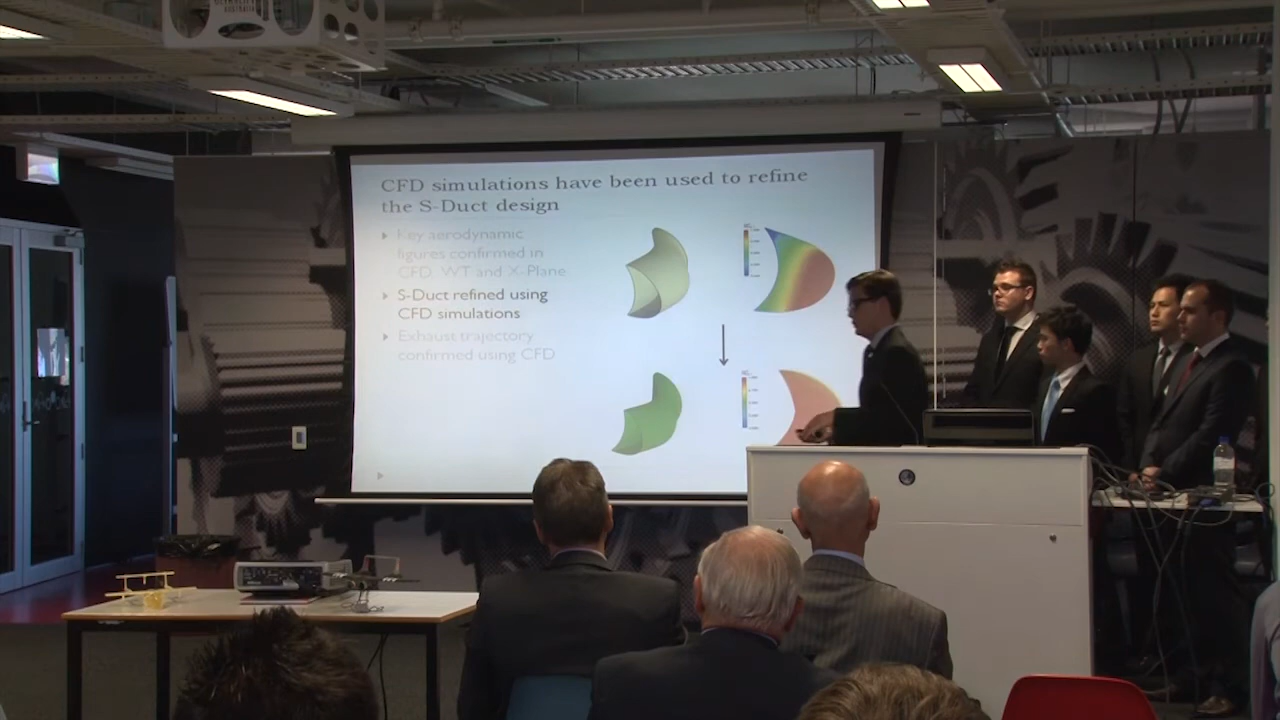 CFD simulations have been used to refine
the S-Duct design
Key aerodynamic
figures confirmed in
CFD, WT and X-Plane
S-Duct refined using
CFD simulations
Exhaust trajectory
confirmed using CFD